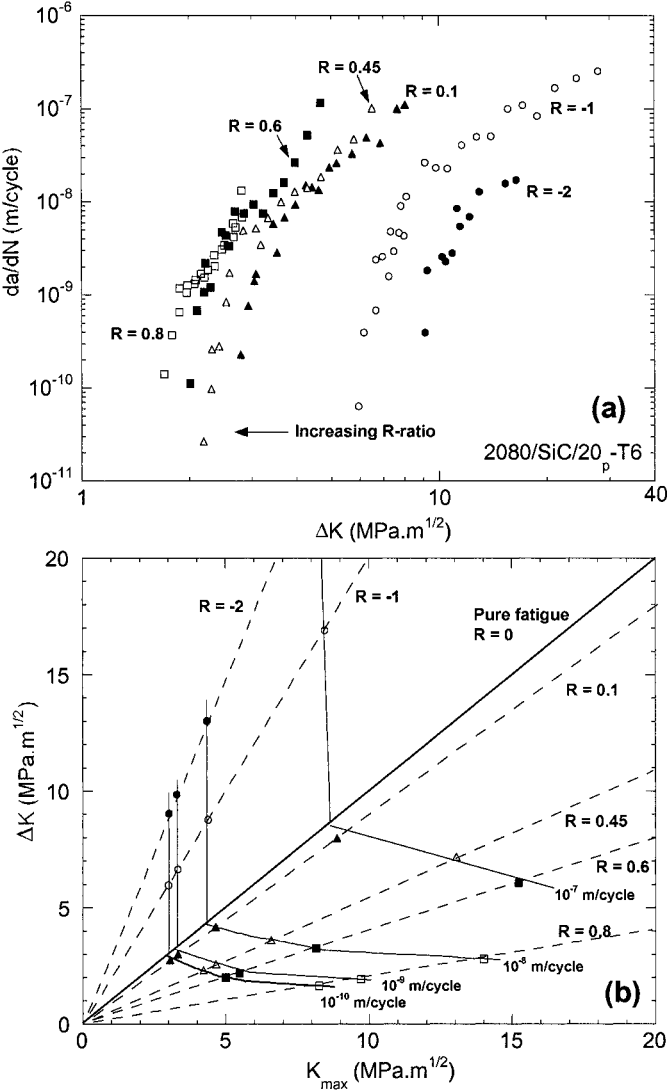 10⁻⁶
10⁻⁷
10⁻⁸
10⁻⁹
10⁻¹⁰
10⁻¹¹
da/dN (m/cycle)
R = 0.45
R = 0.1
R = 0.6
R = -1
R = -2
R = 0.8
Increasing R-ratio
(a)
2080/SiC/20p-T6
1 10 40
ΔK (MPa.m1/2)
20
15
10
5
0
ΔK (MPa.m1/2)
R = -2
R = -1
Pure fatigue
R = 0
R = 0.1
R = 0.45
R = 0.6
10⁻⁷ m/cycle
R = 0.8
10⁻⁸ m/cycle
10⁻⁹ m/cycle
10⁻¹⁰ m/cycle
(b)
0 5 10 15 20
Kmax (MPa.m1/2)